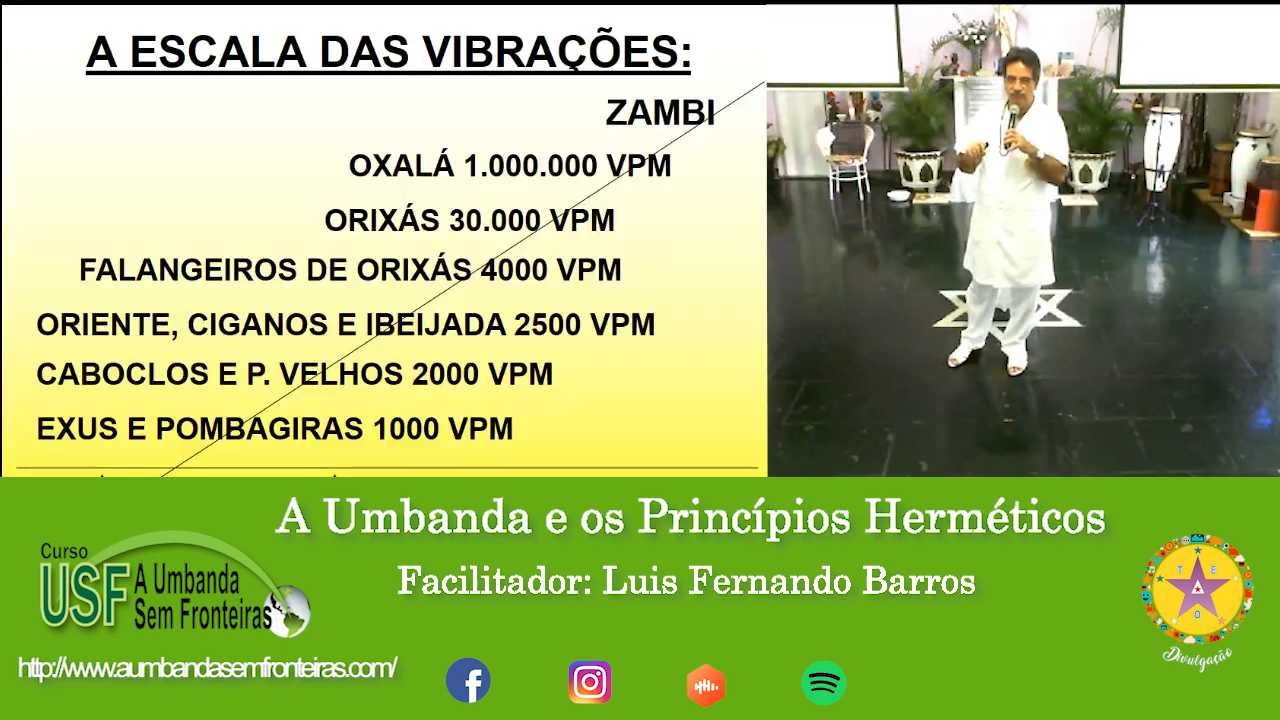 A ESCALA DAS VIBRAÇÕES:
ZAMBI
OXALÁ 1.000.000 VPM
ORIXÁS 30.000 VPM
FALANGEIROS DE ORIXÁS 4000 VPM
ORIENTE, CIGANOS E IBEIJADA 2500 VPM
CABOCLOS E P. VELHOS 2000 VPM
EXUS E POMBAGIRAS 1000 VPM
A Umbanda e os Princípios Herméticos
Facilitador: Luis Fernando Barros
Curso
USF
A Umbanda
Sem Fronteiras
http://www.aumbandasemfronteiras.com/
T E
A
O
Divulgação